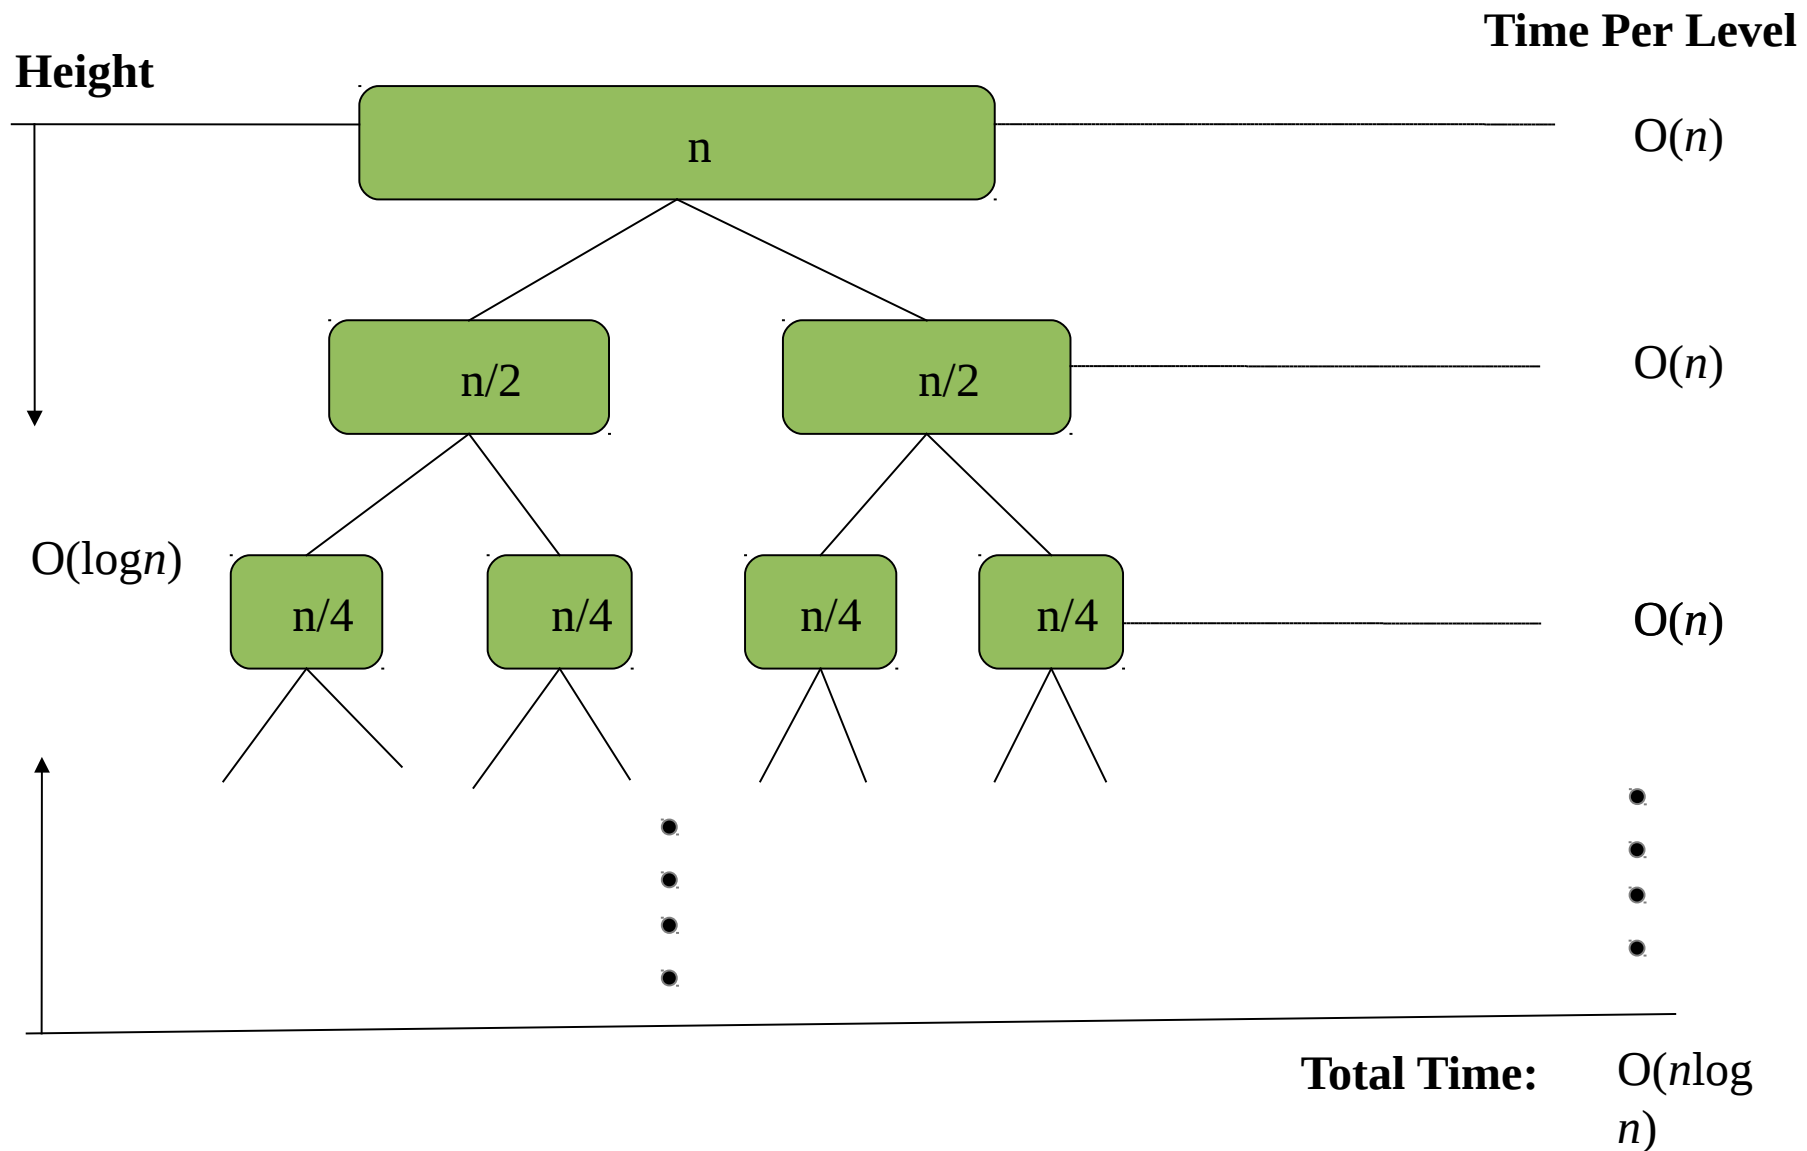 Time Per Level
Height
n
O(n)
n/2
n/2
O(n)
O(logn)
n/4
n/4
n/4
n/4
O(n)
Total Time:
O(nlog
n)